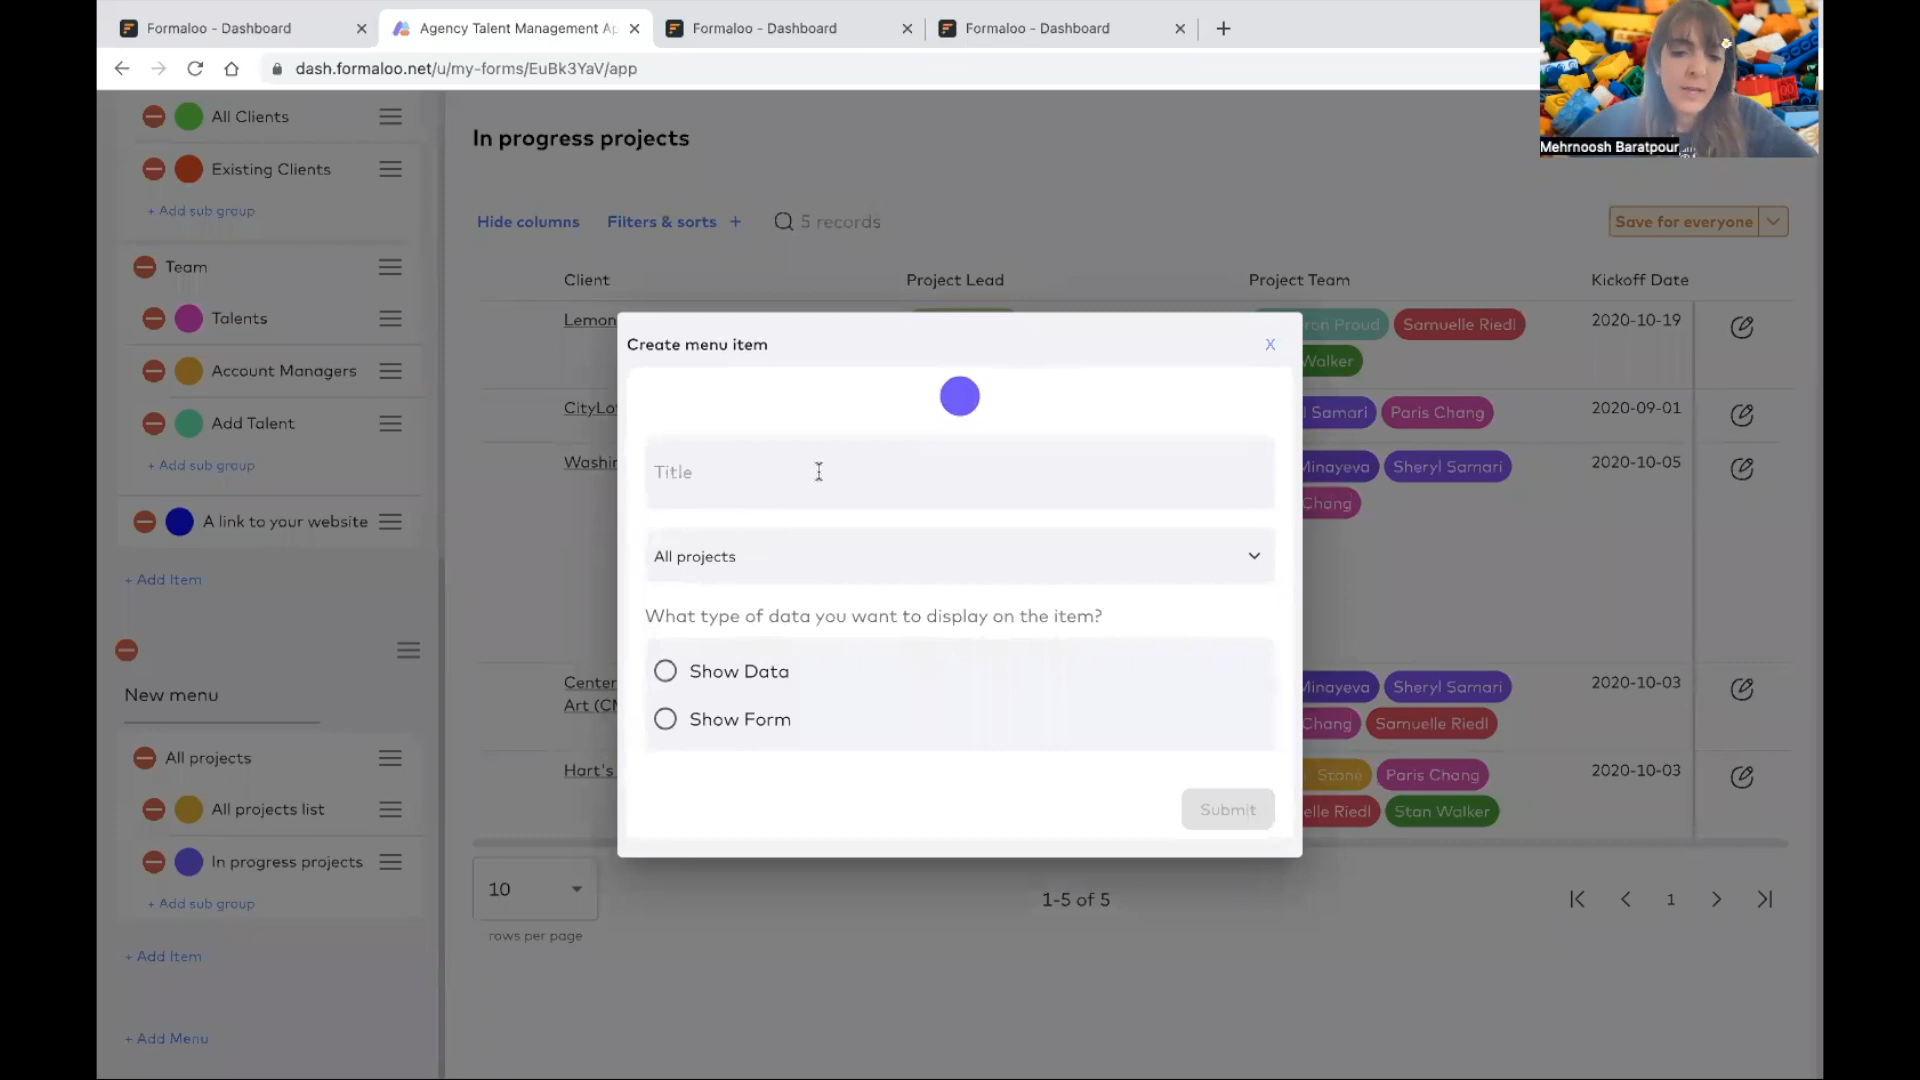 Formaloo - Dashboard
Agency Talent Management Ap
Formaloo - Dashboard
Formaloo - Dashboard
dash.formaloo.net/u/my-forms/EuBk3YaV/app
Mehrnoosh Baratpour
All Clients
Existing Clients
+ Add sub group
Team
Talents
Account Managers
Add Talent
+ Add sub group
A link to your website
+ Add Item
New menu
All projects
All projects list
In progress projects
+ Add sub group
+ Add Item
+ Add Menu
In progress projects
Hide columns
Filters & sorts +
5 records
Save for everyone
Client Project Lead Project Team Kickoff Date
Lemon
ron Proud Samuelle Riedl
Walker
2020-10-19
CityLo
Samari Paris Chang
2020-09-01
Washin
Minayeva Sheryl Samari
Chang
2020-10-05
Center
Art (CM
Minayeva Sheryl Samari
Chang Samuelle Riedl
2020-10-03
Hart's
Stone Paris Chang
elle Riedl Stan Walker
2020-10-03
Create menu item
X
Title
All projects
What type of data you want to display on the item?
Show Data
Show Form
Submit
10
rows per page
1-5 of 5
1